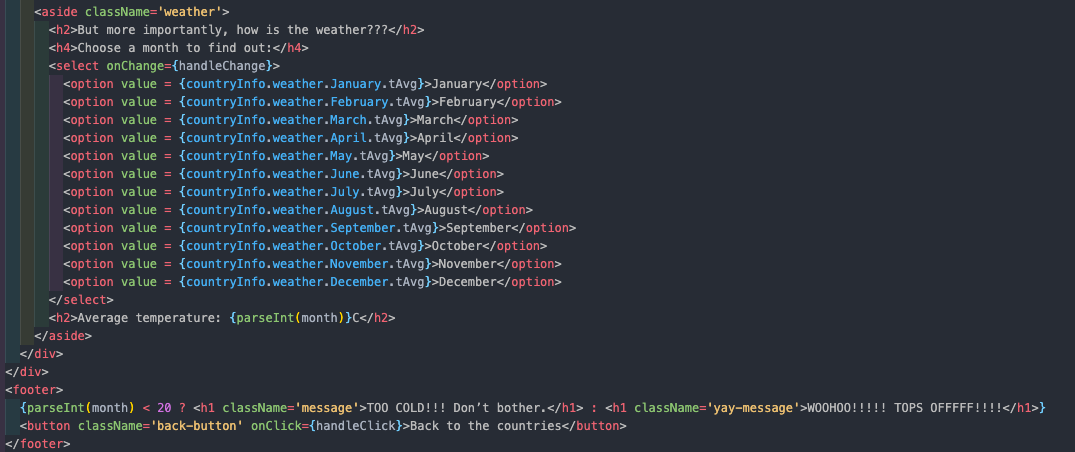 <aside className='weather'>
<h2>But more importantly, how is the weather???</h2>
<h4>Choose a month to find out:</h4>
<select onChange={handleChange}>
<option value = {countryInfo.weather.January.tAvg}>January</option>
<option value = {countryInfo.weather.February.tAvg}>February</option>
<option value = {countryInfo.weather.March.tAvg}>March</option>
<option value = {countryInfo.weather.April.tAvg}>April</option>
<option value = {countryInfo.weather.May.tAvg}>May</option>
<option value = {countryInfo.weather.June.tAvg}>June</option>
<option value = {countryInfo.weather.July.tAvg}>July</option>
<option value = {countryInfo.weather.August.tAvg}>August</option>
<option value = {countryInfo.weather.September.tAvg}>September</option>
<option value = {countryInfo.weather.October.tAvg}>October</option>
<option value = {countryInfo.weather.November.tAvg}>November</option>
<option value = {countryInfo.weather.December.tAvg}>December</option>
</select>
<h2>Average temperature: {parseInt(month)}C</h2>
</aside>
</div>
</div>
<footer>
{parseInt(month) < 20 ? <h1 className='message'>TOO COLD!!! Don’t bother.</h1> : <h1 className='yay-message'>WOOHOO!!!!! TOPS OFFFFF!!!!</h1>}
<button className='back-button' onClick={handleClick}>Back to the countries</button>
</footer>